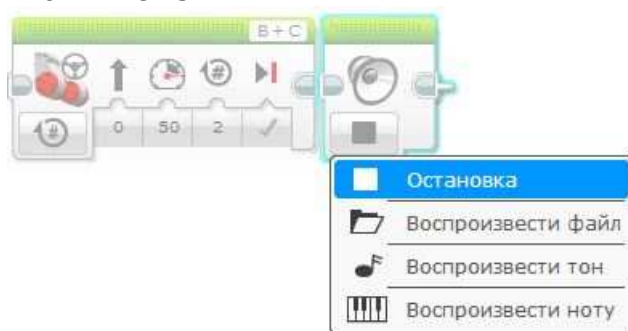 B + C
#
#
0 50 2
Остановка
Воспроизвести файл
Воспроизвести тон
Воспроизвести ноту